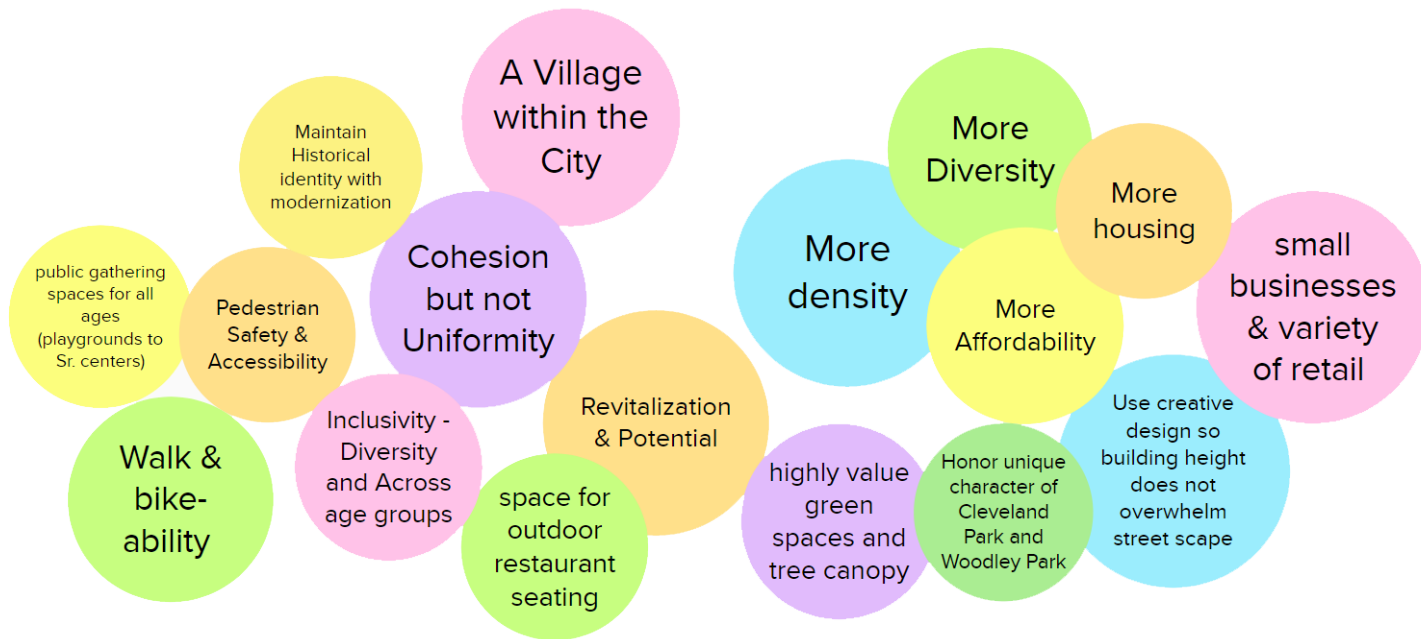 A Village
within the
City
Maintain
Historical
identity with
modernization
Cohesion
but not
Uniformity
public gathering
spaces for all
ages
(playgrounds to
Sr. centers)
Pedestrian
Safety &
Accessibility
Walk &
bike-
ability
Inclusivity -
Diversity
and Across
age groups
space for
outdoor
restaurant
seating
Revitalization
& Potential
More
Diversity
More
density
More
housing
More
Affordability
small
businesses
& variety
of retail
highly value
green
spaces and
tree canopy
Honor unique
character of
Cleveland
Park and
Woodley Park
Use creative
design so
building height
does not
overwhelm
street scape